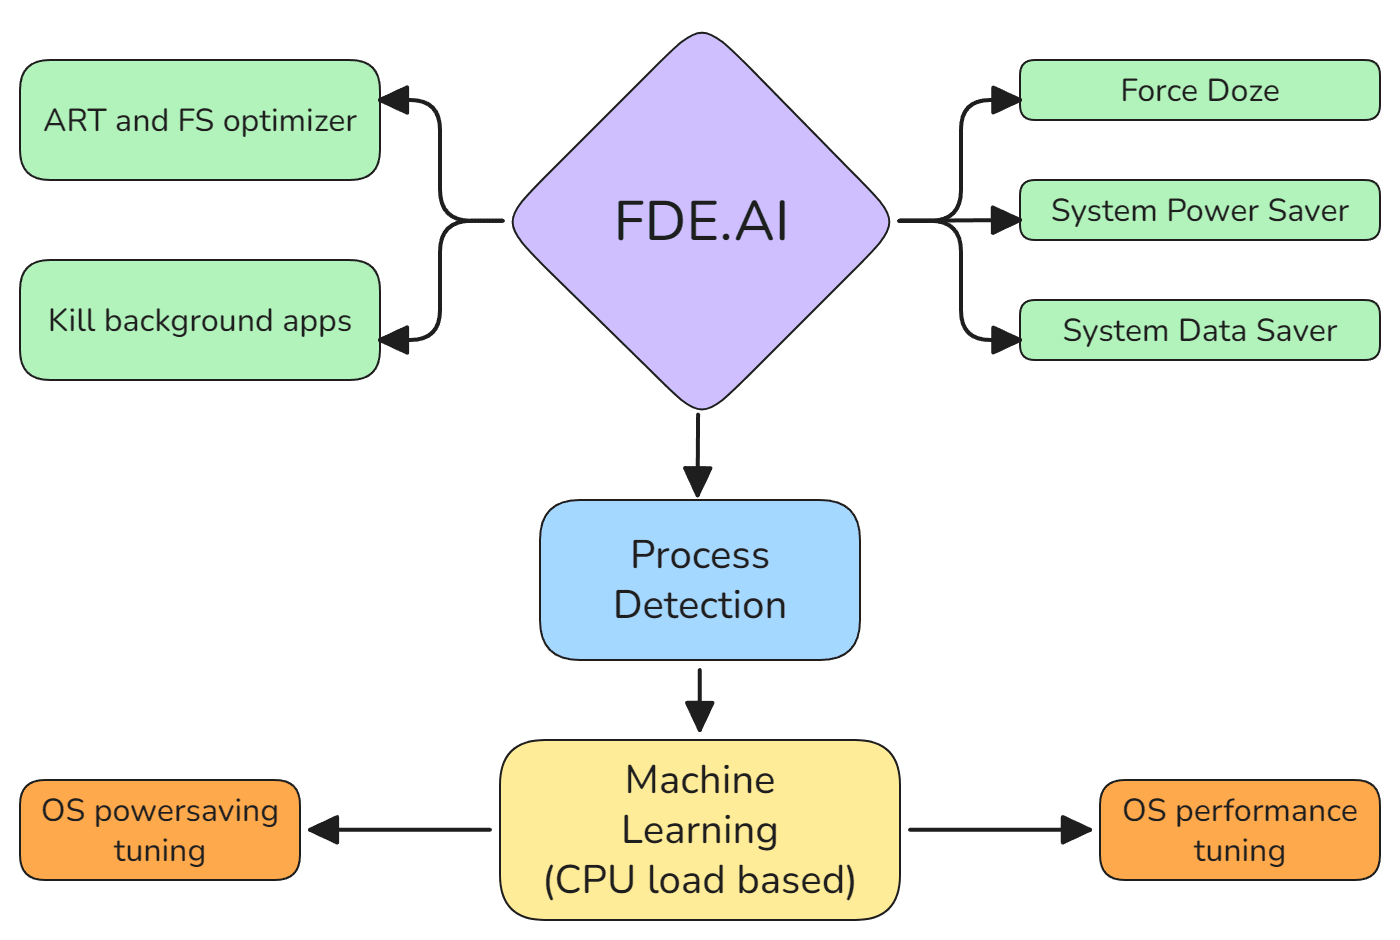 ART and FS optimizer
Kill background apps
FDE.AI
Force Doze
System Power Saver
System Data Saver
Process
Detection
Machine
Learning
(CPU load based)
OS powersaving
tuning
OS performance
tuning